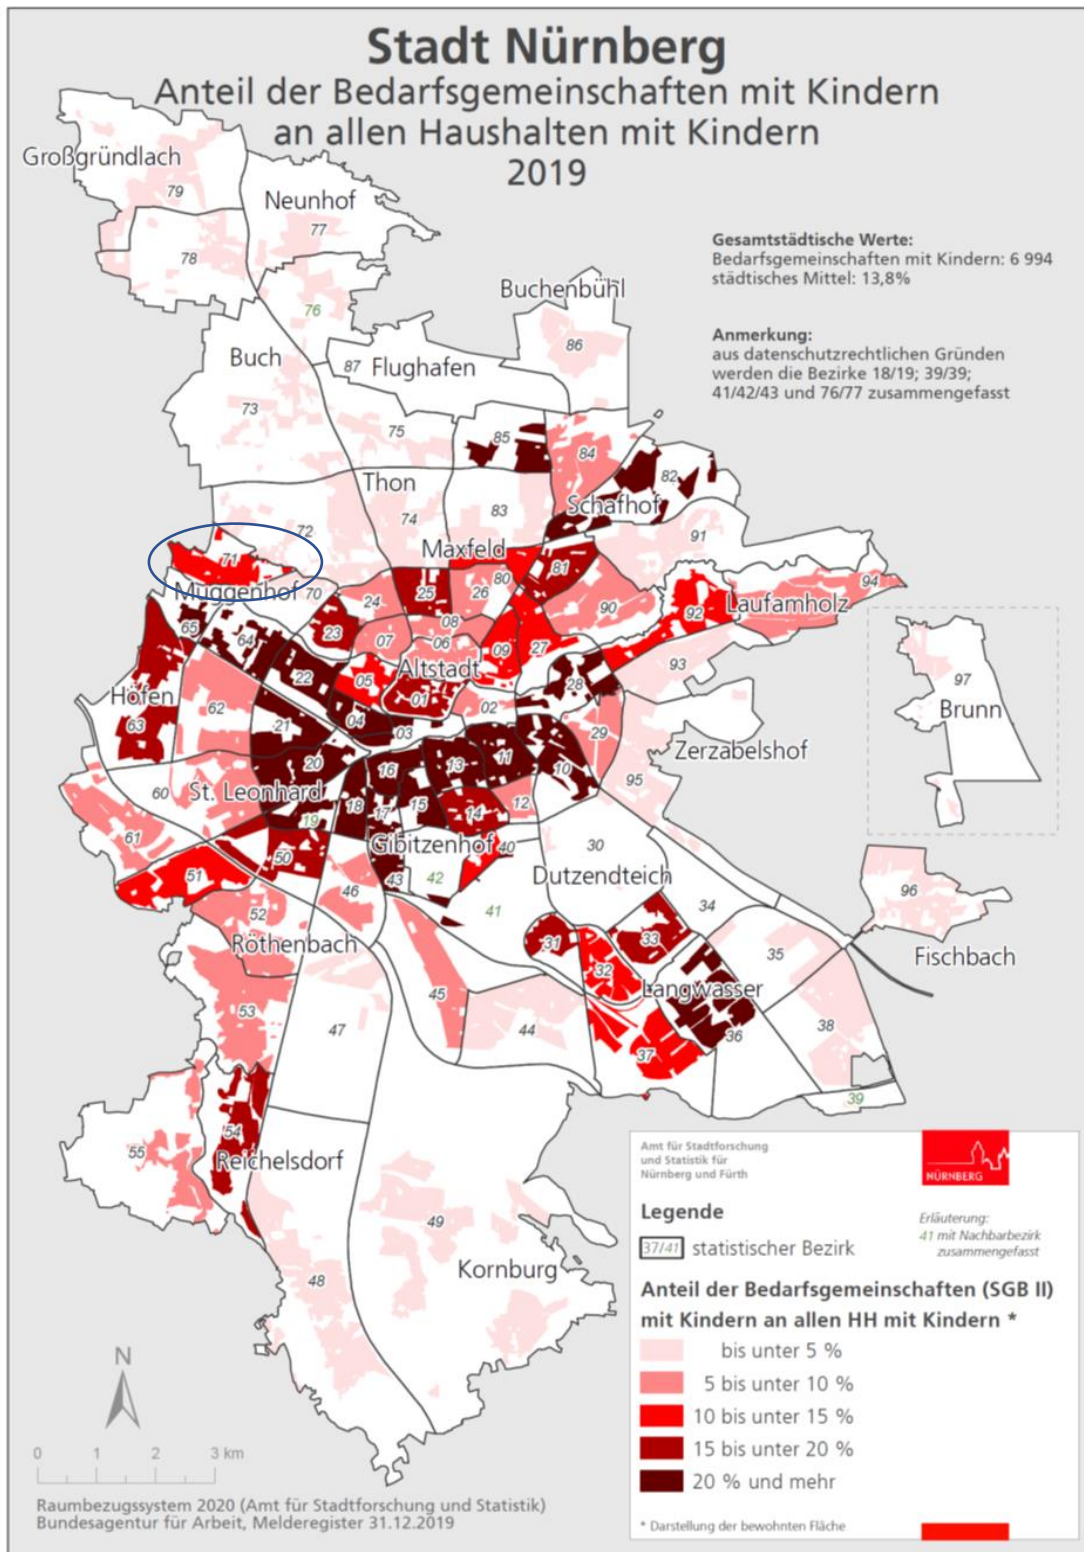 Stadt Nürnberg
Anteil der Bedarfsgemeinschaften mit Kindern
an allen Haushalten mit Kindern
2019
Großgründlach
79
Neunhof
77
78
Gesamtstädtische Werte:
Bedarfsgemeinschaften mit Kindern: 6 994
städtisches Mittel: 13,8%
Buchenbühl
76
86
Anmerkung:
aus datenschutzrechtlichen Gründen
werden die Bezirke 18/19; 39/39;
41/42/43 und 76/77 zusammengefasst
Buch
87 Flughafen
73
75
85
84
82
Thon
Schafhof
72
74
83
91
Maxfeld
71
81
80
94
Muggenhof
70
24
25
26
90
92
Laufamholz
65
64
23
07
08
06
09
27
93
22
05
Altstadt
01
28
97
Höfen
63
62
21
04
03
02
29
Brunn
Zerzabelshof
20
16
13
11
10
95
60
St. Leonhard
18
17
15
14
12
61
19
Gibitzenhof
40
30
50
51
46
43
42
Dutzendteich
96
52
41
34
Röthenbach
31
33
35
Fischbach
32
Langwasser
53
45
47
44
36
38
37
39
54
55
Reichelsdorf
49
48
Kornburg
N
0 1 2 3 km
Raumbezugssystem 2020 (Amt für Stadtforschung und Statistik)
Bundesagentur für Arbeit, Melderegister 31.12.2019
Amt für Stadtforschung
und Statistik für
Nürnberg und Fürth
NÜRNBERG
Legende
37/41 statistischer Bezirk
Erläuterung:
41 mit Nachbarbezirk
zusammengefasst
Anteil der Bedarfsgemeinschaften (SGB II)
mit Kindern an allen HH mit Kindern *
bis unter 5 %
5 bis unter 10 %
10 bis unter 15 %
15 bis unter 20 %
20 % und mehr
* Darstellung der bewohnten Fläche